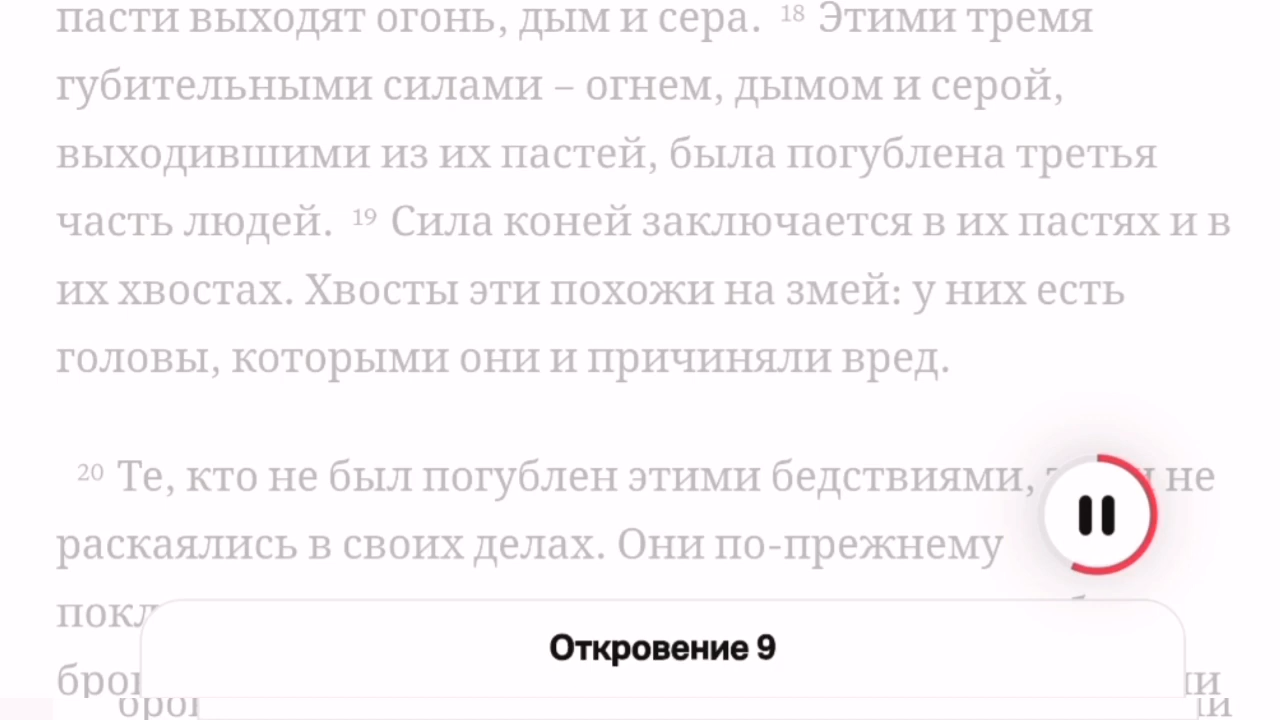 пасти выходят огонь, дым и сера. 18 Этими тремя
губительными силами – огнем, дымом и серой,
выходившими из их пастей, была погублена третья
часть людей. 19 Сила коней заключается в их пастях и в
их хвостах. Хвосты эти похожи на змей: у них есть
головы, которыми они и причиняли вред.
20 Те, кто не был погублен этими бедствиями, не
раскаялись в своих делах. Они по-прежнему
Откровение 9